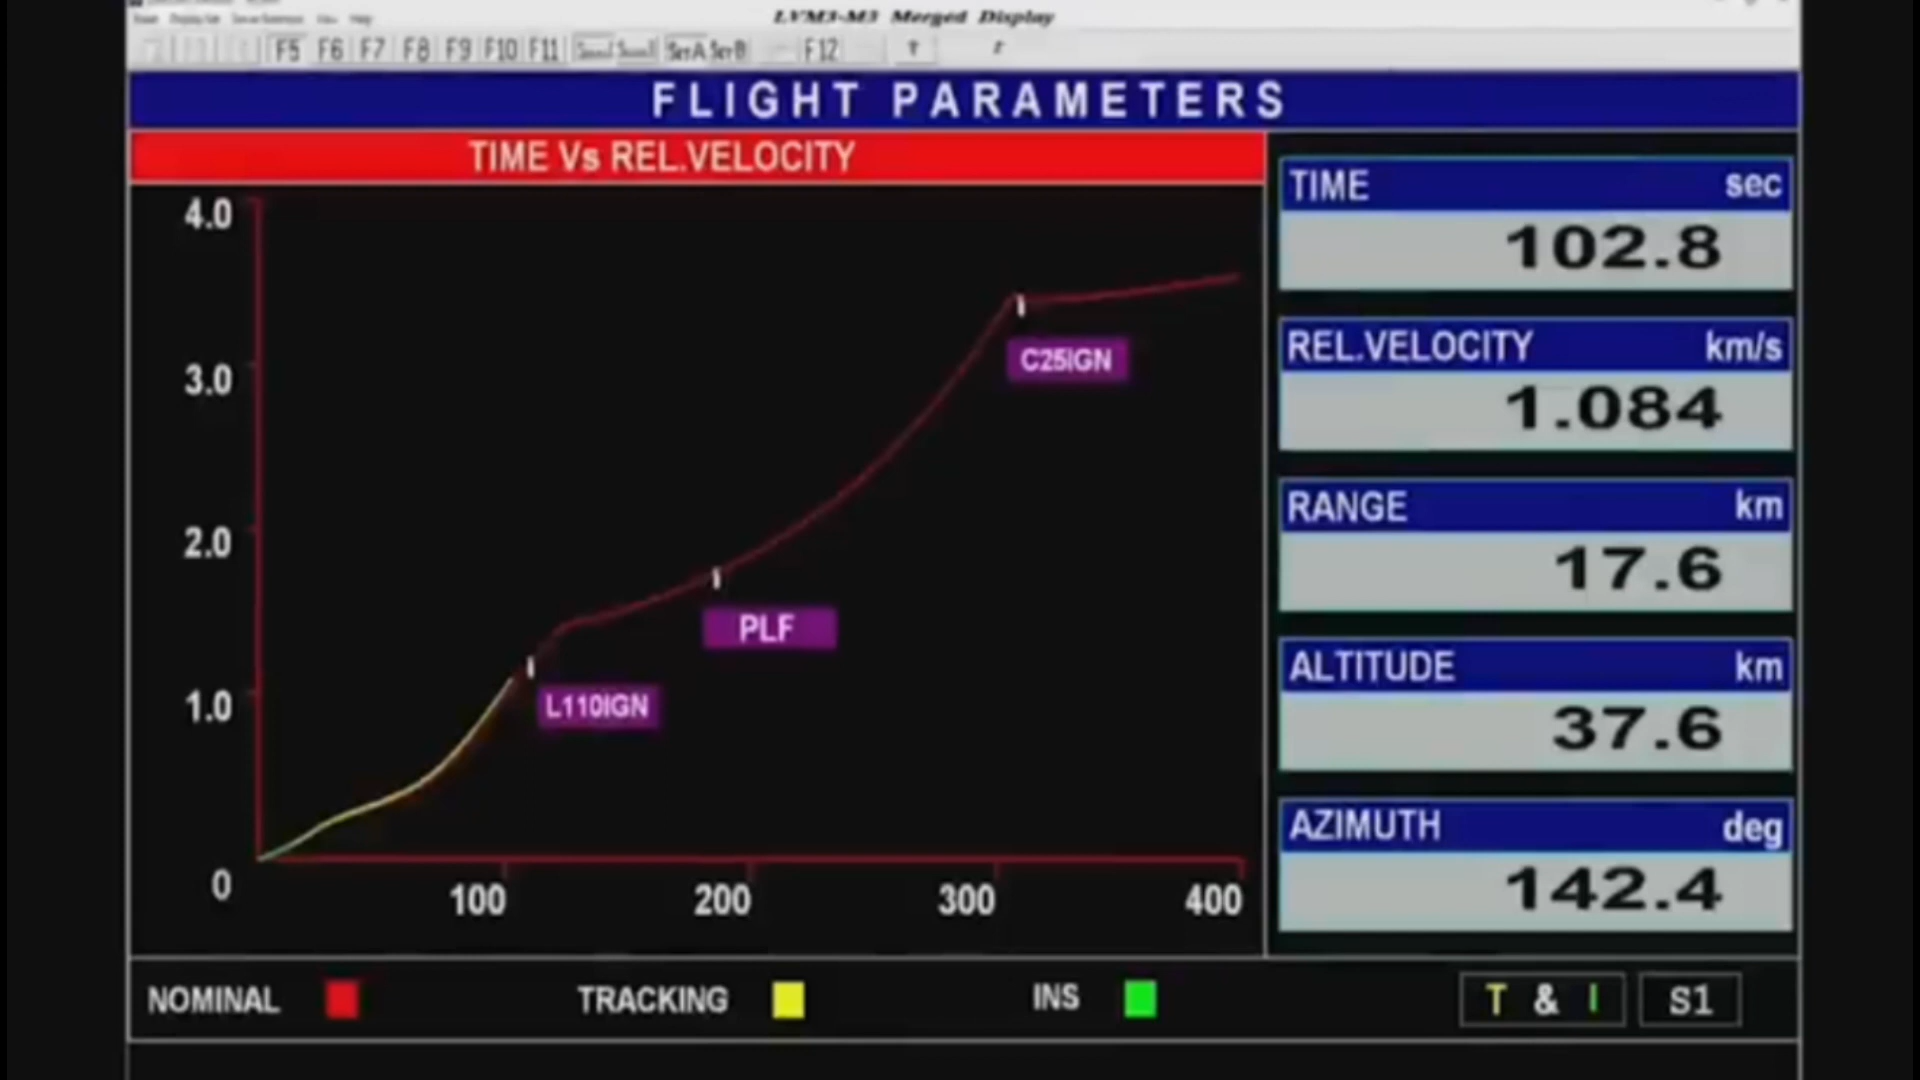 LVM3-M3 Merged Display
F5 F6 F7 F8 F9 F10 F11 SerA SerB F12
FLIGHT PARAMETERS
TIME Vs REL.VELOCITY
4.0
3.0
2.0
1.0
0
100 200 300 400
C25IGN
PLF
L110IGN
TIME sec
102.8
REL.VELOCITY km/s
1.084
RANGE km
17.6
ALTITUDE km
37.6
AZIMUTH deg
142.4
NOMINAL TRACKING INS T & I S1